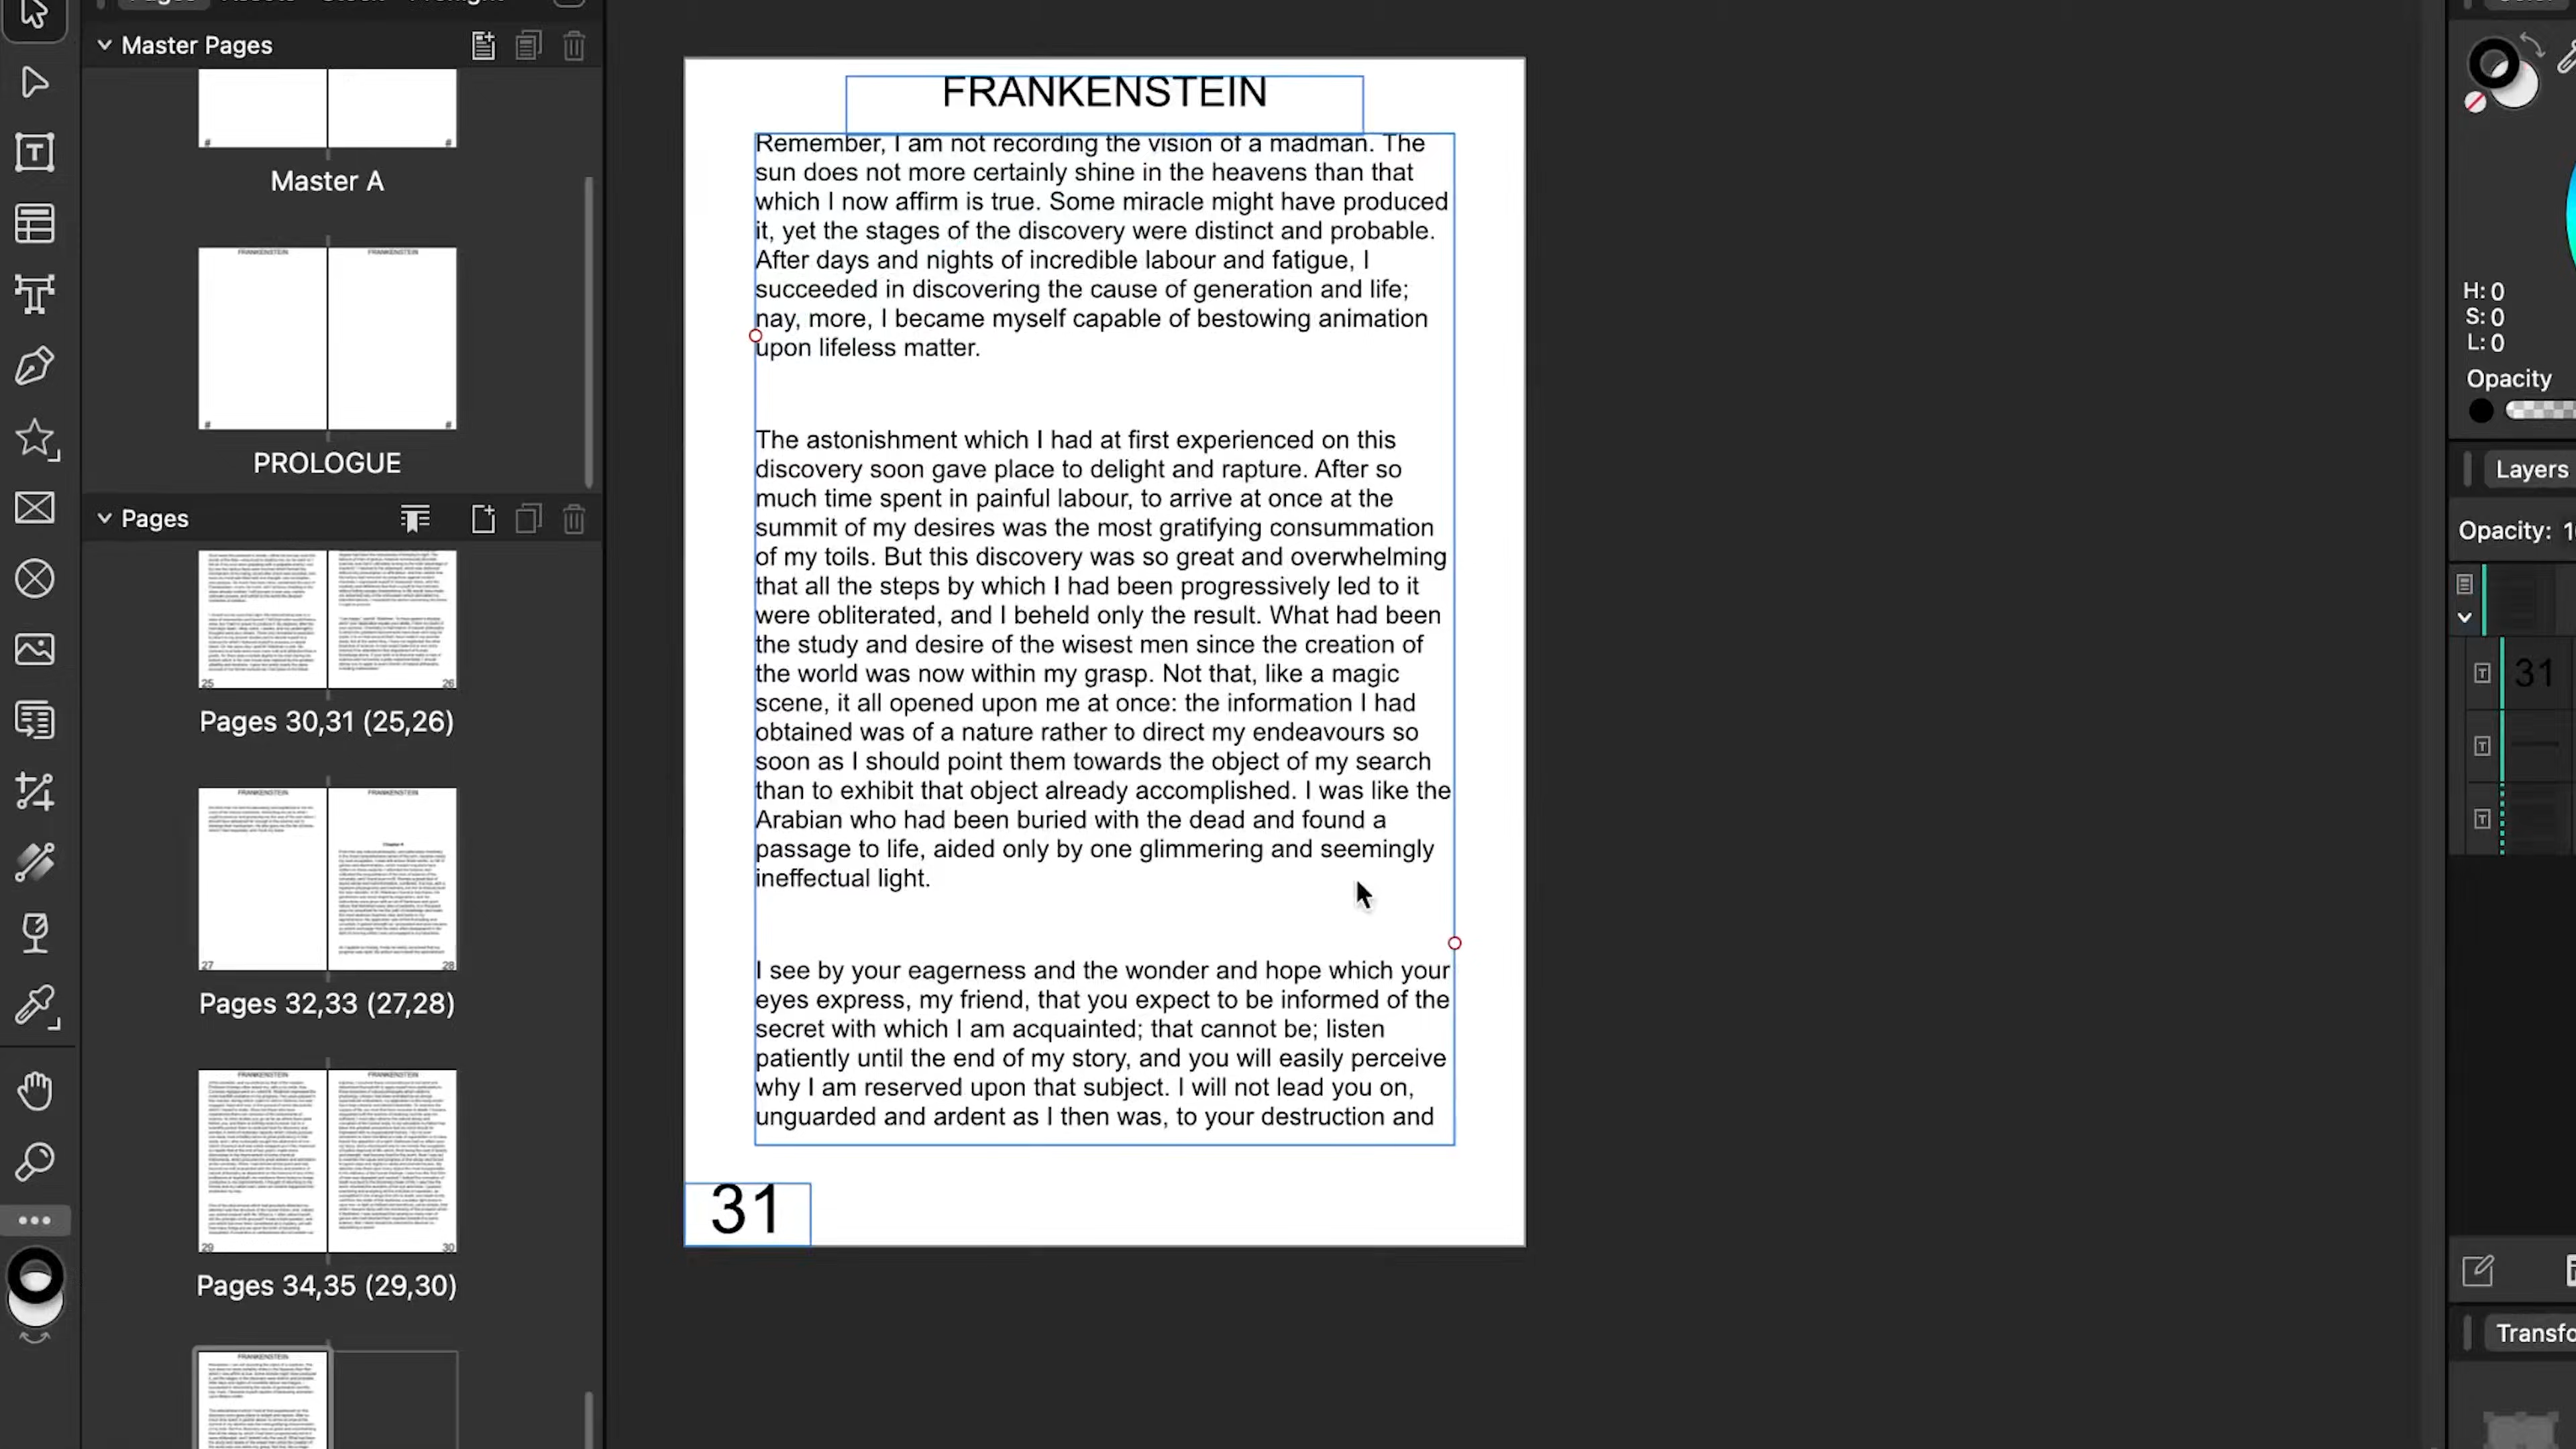 Master Pages
#
#
Master A
FRANKENSTEIN
FRANKENSTEIN
#
#
PROLOGUE
Pages
25
26
Pages 30,31 (25,26)
FRANKENSTEIN
FRANKENSTEIN
Chapter 4
27
28
Pages 32,33 (27,28)
FRANKENSTEIN
FRANKENSTEIN
29
30
Pages 34,35 (29,30)
FRANKENSTEIN
FRANKENSTEIN
Remember, I am not recording the vision of a madman. The
sun does not more certainly shine in the heavens than that
which I now affirm is true. Some miracle might have produced
it, yet the stages of the discovery were distinct and probable.
After days and nights of incredible labour and fatigue, I
succeeded in discovering the cause of generation and life;
nay, more, I became myself capable of bestowing animation
upon lifeless matter.
The astonishment which I had at first experienced on this
discovery soon gave place to delight and rapture. After so
much time spent in painful labour, to arrive at once at the
summit of my desires was the most gratifying consummation
of my toils. But this discovery was so great and overwhelming
that all the steps by which I had been progressively led to it
were obliterated, and I beheld only the result. What had been
the study and desire of the wisest men since the creation of
the world was now within my grasp. Not that, like a magic
scene, it all opened upon me at once: the information I had
obtained was of a nature rather to direct my endeavours so
soon as I should point them towards the object of my search
than to exhibit that object already accomplished. I was like the
Arabian who had been buried with the dead and found a
passage to life, aided only by one glimmering and seemingly
ineffectual light.
I see by your eagerness and the wonder and hope which your
eyes express, my friend, that you expect to be informed of the
secret with which I am acquainted; that cannot be; listen
patiently until the end of my story, and you will easily perceive
why I am reserved upon that subject. I will not lead you on,
unguarded and ardent as I then was, to your destruction and
31
H: 0
S: 0
L: 0
Opacity
Layers
Opacity:
31
Transfo